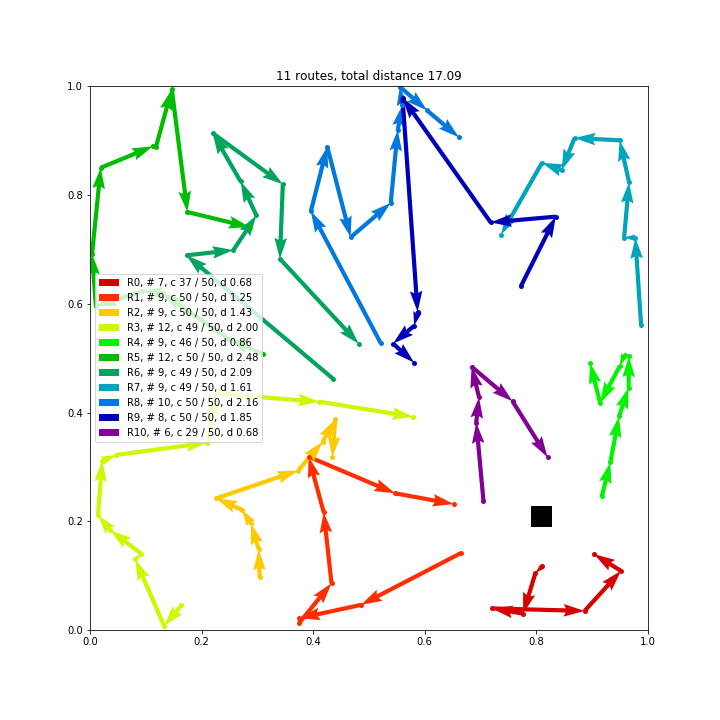 11 routes, total distance 17.09
1.0
0.8
0.6
0.4
0.2
0.0
R0, # 7, c 37 / 50, d 0.68
R1, # 9, c 50 / 50, d 1.25
R2, # 9, c 50 / 50, d 1.43
R3, # 12, c 49 / 50, d 2.00
R4, # 9, c 46 / 50, d 0.86
R5, # 12, c 50 / 50, d 2.48
R6, # 9, c 49 / 50, d 2.09
R7, # 9, c 49 / 50, d 1.61
R8, # 10, c 50 / 50, d 2.16
R9, # 8, c 50 / 50, d 1.85
R10, # 6, c 29 / 50, d 0.68
0.0 0.2 0.4 0.6 0.8 1.0